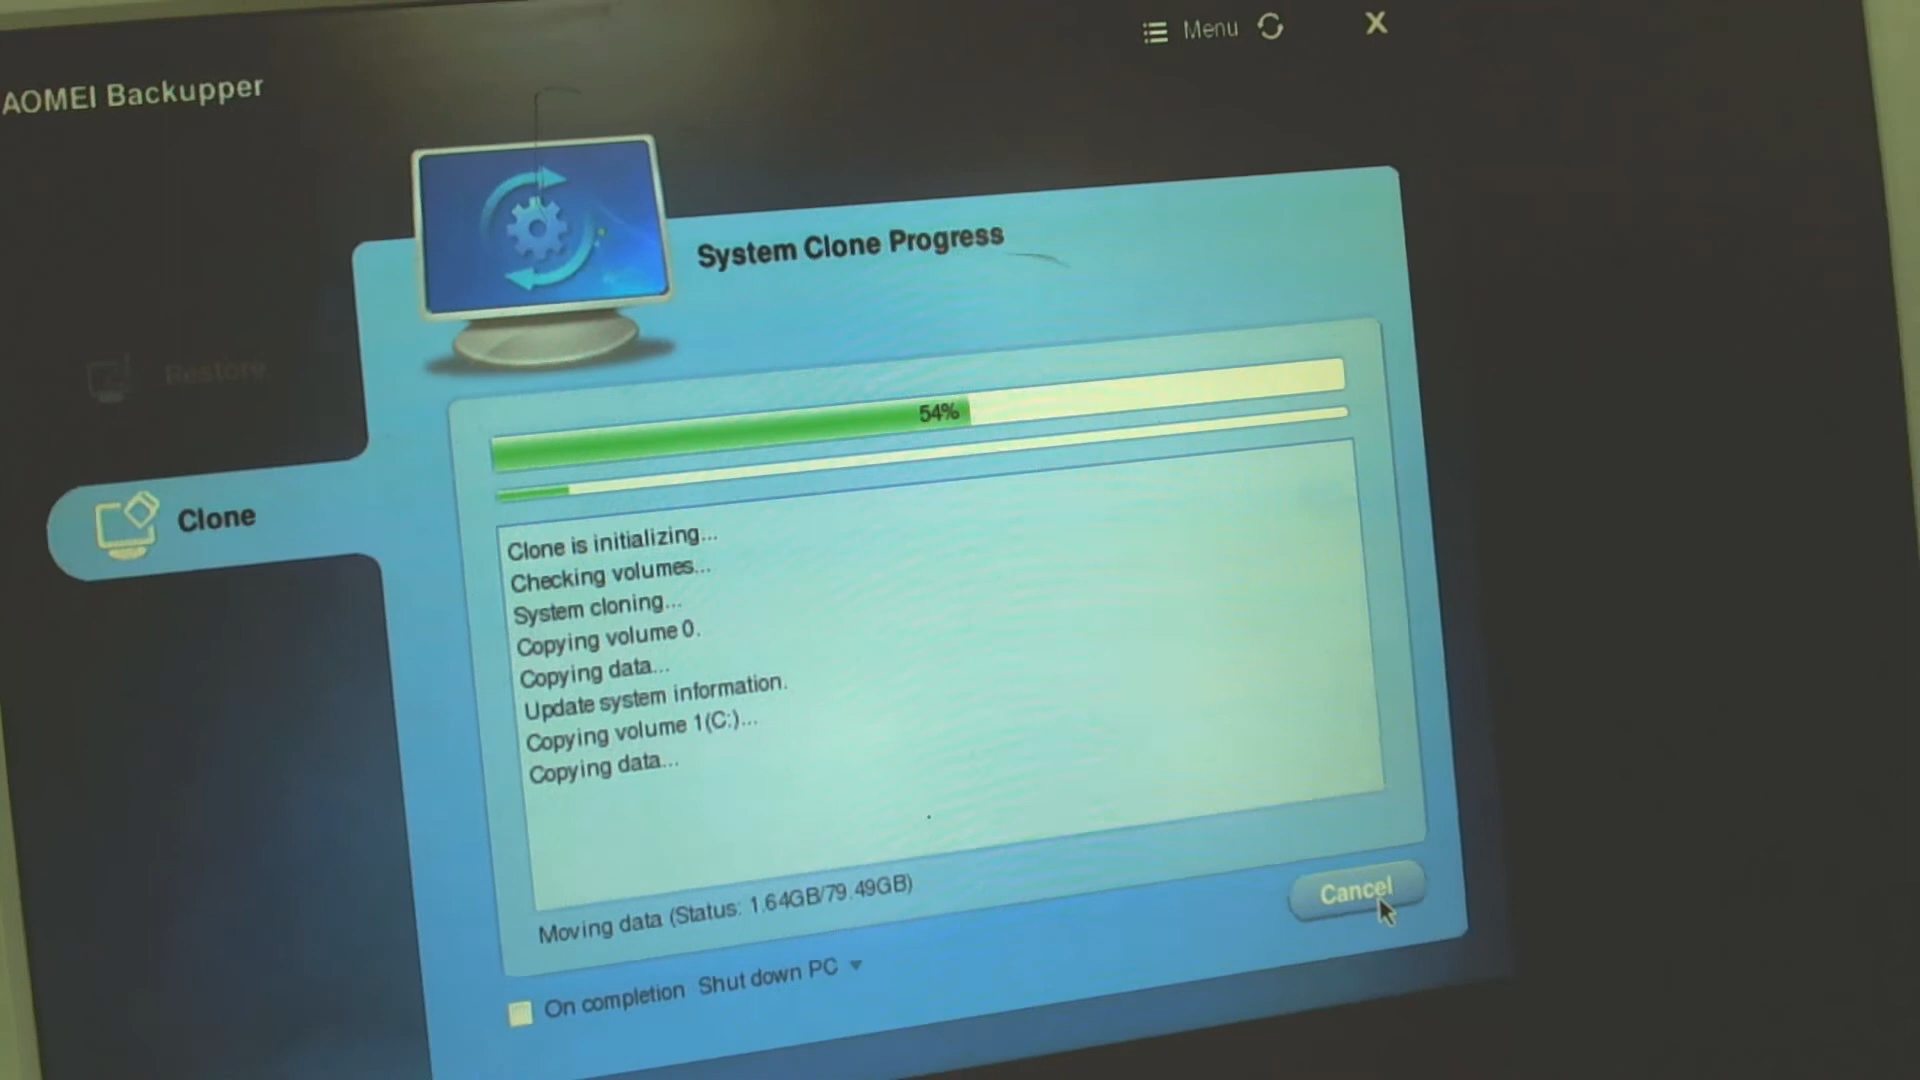 Menu
AOMEI Backupper
System Clone Progress
Restore
54%
Clone
Clone is initializing...
Checking volumes...
System cloning...
Copying volume 0.
Copying data...
Update system information.
Copying volume 1(C:)...
Copying data...
Moving data (Status: 1.64GB/79.49GB)
Cancel
On completion Shut down PC